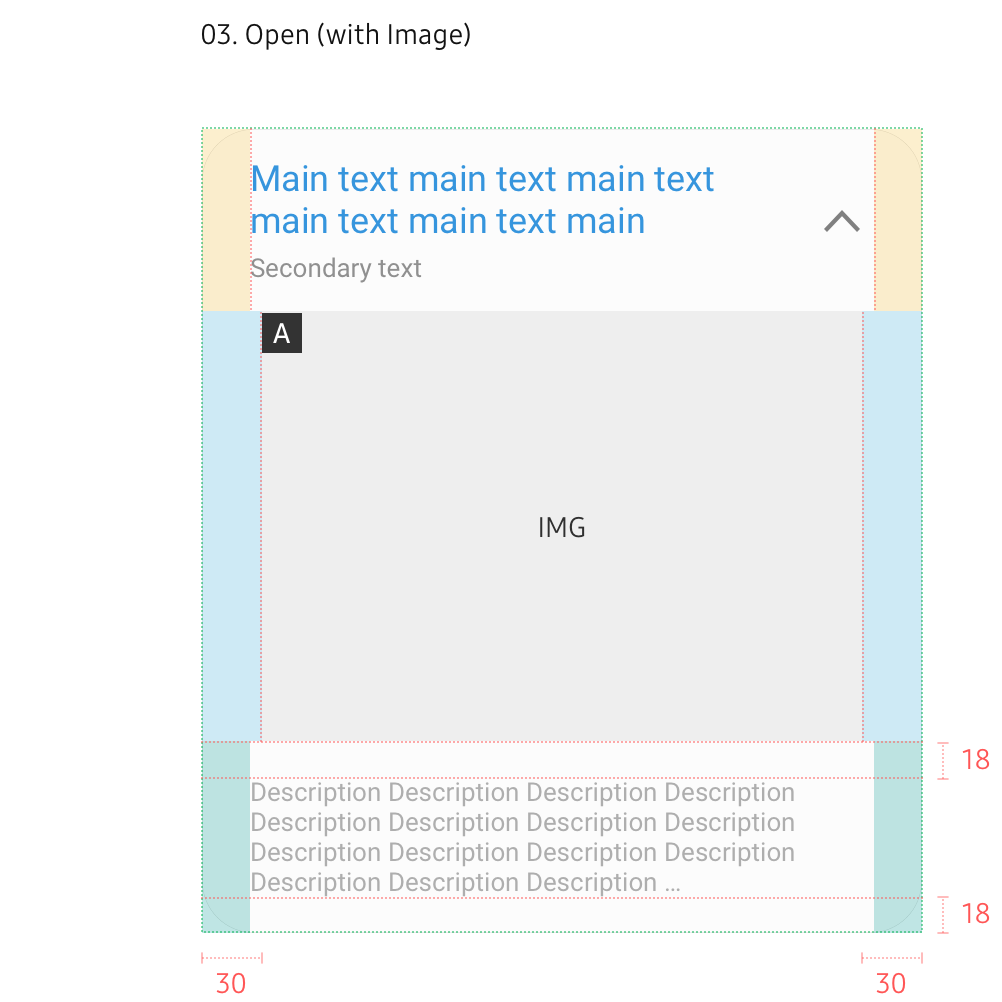 03. Open (with Image)
Main text main text main text
main text main text main
Secondary text
A
IMG
18
Description Description Description Description
Description Description Description Description
Description Description Description Description
Description Description Description ...
18
30
30